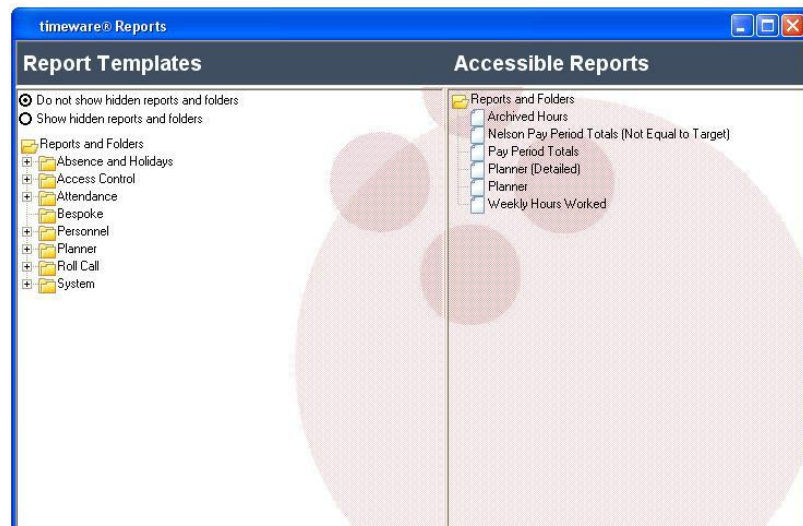 timeware® Reports
Report Templates
Do not show hidden reports and folders
Show hidden reports and folders
Reports and Folders
Absence and Holidays
Access Control
Attendance
Bespoke
Personnel
Planner
Roll Call
System
Accessible Reports
Reports and Folders
Archived Hours
Nelson Pay Period Totals (Not Equal to Target)
Pay Period Totals
Planner (Detailed)
Planner
Weekly Hours Worked